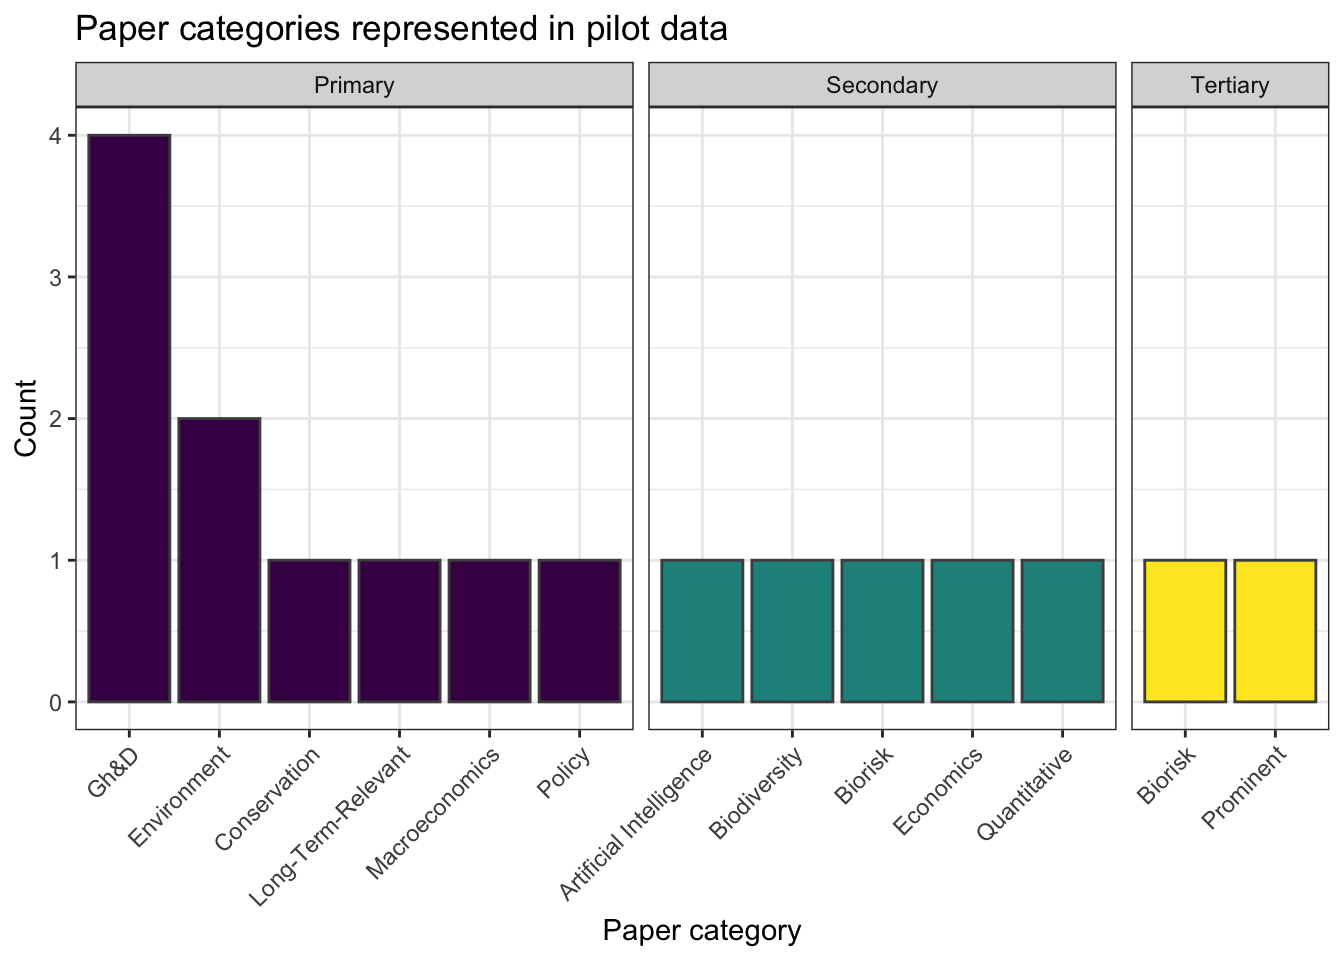 Paper categories represented in pilot data
Primary
Secondary
Tertiary
4
3
2
1
0
Count
Gh&D
Environment
Conservation
Long-Term-Relevant
Macroeconomics
Policy
Artificial Intelligence
Biodiversity
Biorisk
Economics
Quantitative
Biorisk
Prominent
Paper category